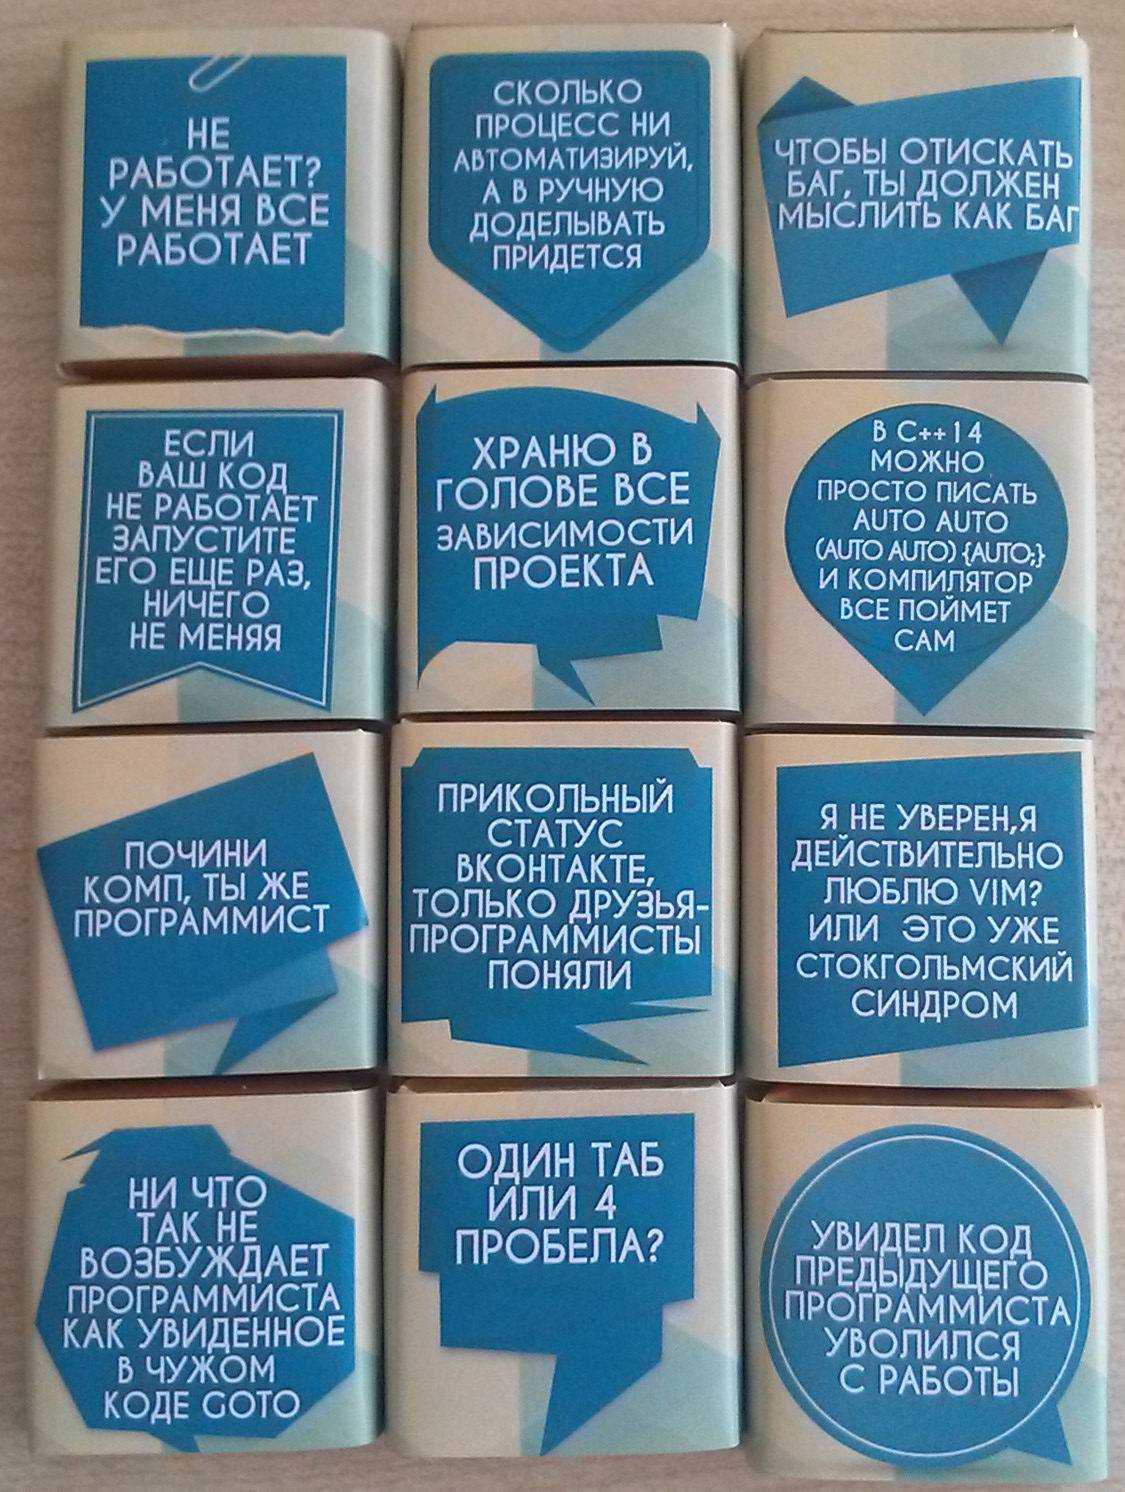 НЕ
РАБОТАЕТ?
У МЕНЯ ВСЕ
РАБОТАЕТ
СКОЛЬКО
ПРОЦЕСС НИ
АВТОМАТИЗИРУЙ,
А В РУЧНУЮ
ДОДЕЛЫВАТЬ
ПРИДЕТСЯ
ЧТОБЫ ОТИСКАТЬ
БАГ, ТЫ ДОЛЖЕН
МЫСЛИТЬ КАК БАГ
ЕСЛИ
ВАШ КОД
НЕ РАБОТАЕТ
ЗАПУСТИТЕ
ЕГО ЕЩЕ РАЗ,
НИЧЕГО
НЕ МЕНЯЯ
ХРАНЮ В
ГОЛОВЕ ВСЕ
ЗАВИСИМОСТИ
ПРОЕКТА
В C++14
МОЖНО
ПРОСТО ПИСАТЬ
AUTO AUTO
(AUTO AUTO) {AUTO;}
И КОМПИЛЯТОР
ВСЕ ПОЙМЕТ
САМ
ПОЧИНИ
КОМП, ТЫ ЖЕ
ПРОГРАММИСТ
ПРИКОЛЬНЫЙ
СТАТУС
ВКОНТАКТЕ,
ТОЛЬКО ДРУЗЬЯ-
ПРОГРАММИСТЫ
ПОНЯЛИ
Я НЕ УВЕРЕН,Я
ДЕЙСТВИТЕЛЬНО
ЛЮБЛЮ VIM?
ИЛИ ЭТО УЖЕ
СТОКГОЛЬМСКИЙ
СИНДРОМ
НИ ЧТО
ТАК НЕ
ВОЗБУЖДАЕТ
ПРОГРАММИСТА
КАК УВИДЕННОЕ
В ЧУЖОМ
КОДЕ GOTO
ОДИН ТАБ
ИЛИ 4
ПРОБЕЛА?
УВИДЕЛ КОД
ПРЕДЫДУЩЕГО
ПРОГРАММИСТА
УВОЛИЛСЯ
С РАБОТЫ